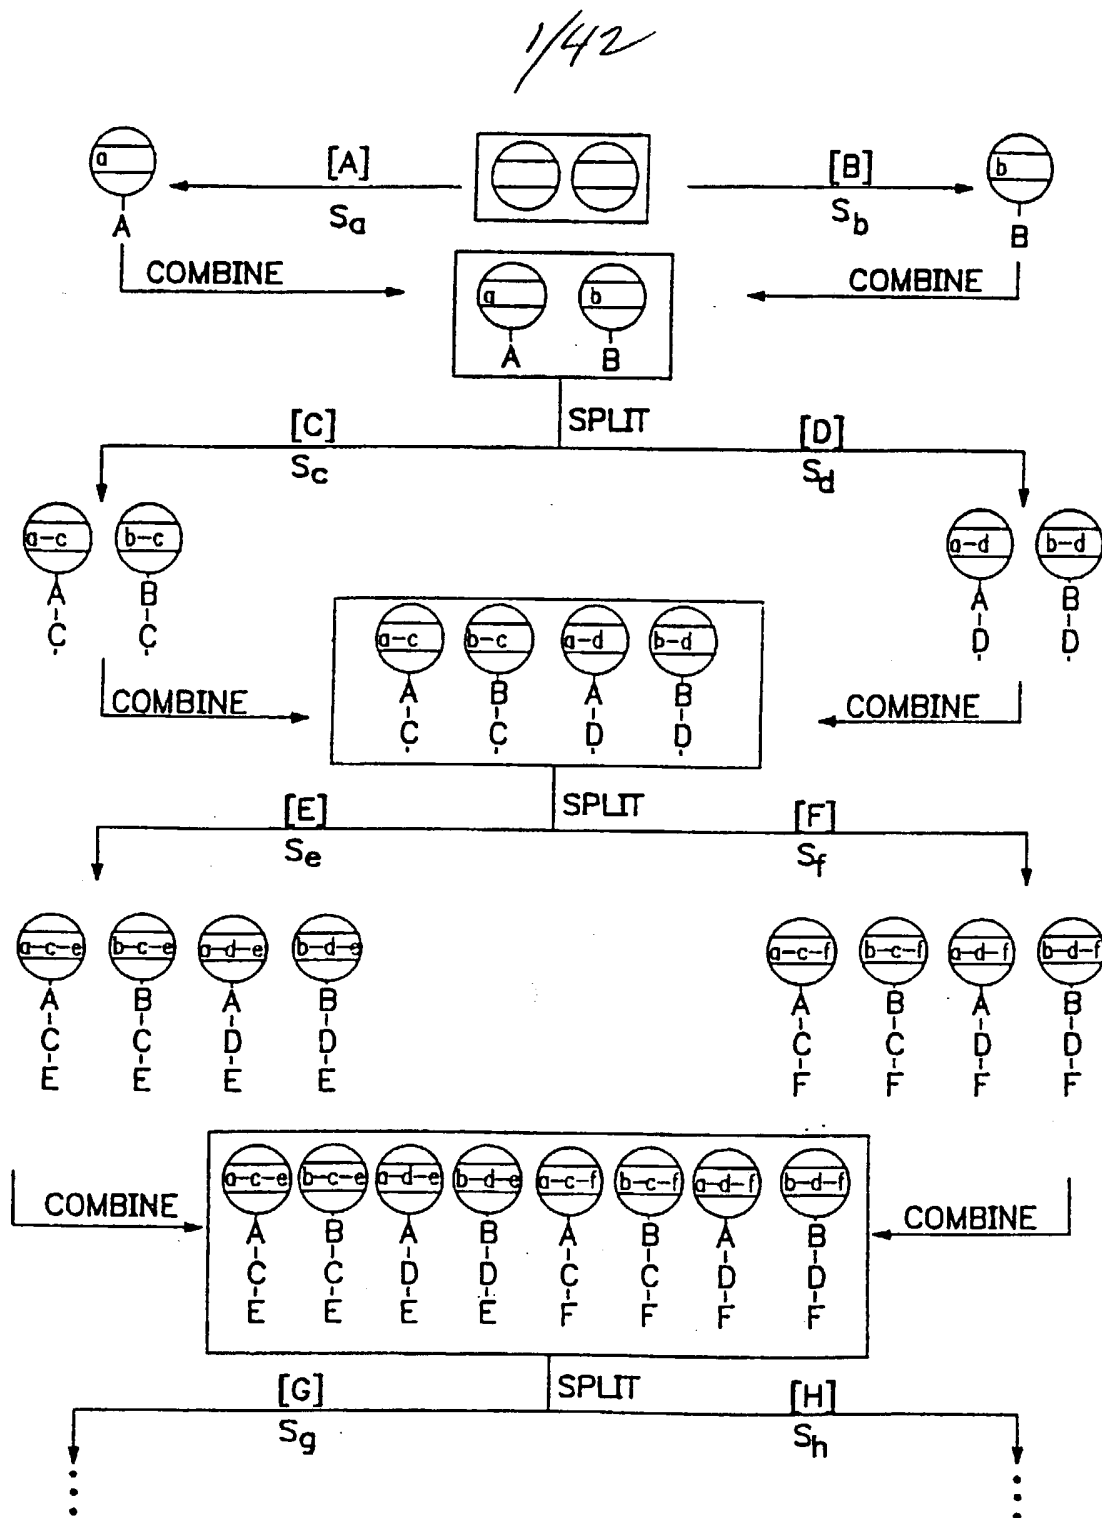 1/42
a [A] [B] b
A Sa Sb B
COMBINE a b COMBINE
A B
SPLIT
[C] [D]
Sc Sd
a-c b-c a-d b-d
A B A B
C C D D
a-c b-c a-d b-d
COMBINE A B A B COMBINE
C C D D
SPLIT
[E] [F]
Se Sf
a-c-e b-c-e a-d-e b-d-e a-c-f b-c-f a-d-f b-d-f
A B A B A B A B
C C D D C C D D
E E E E F F F F
a-c-e b-c-e a-d-e b-d-e a-c-f b-c-f a-d-f b-d-f
COMBINE A B A B A B A B COMBINE
C C D D C C D D
E E E E F F F F
SPLIT
[G] [H]
Sg Sh